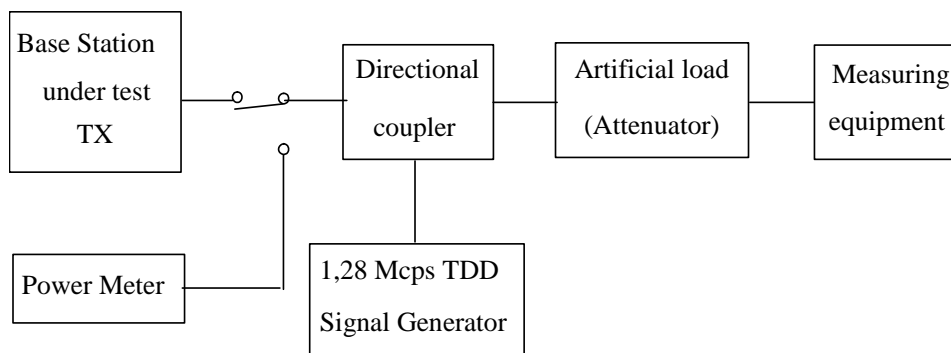 Base Station
under test
TX
Directional
coupler
Artificial load
(Attenuator)
Measuring
equipment
Power Meter
1,28 Mcps TDD
Signal Generator